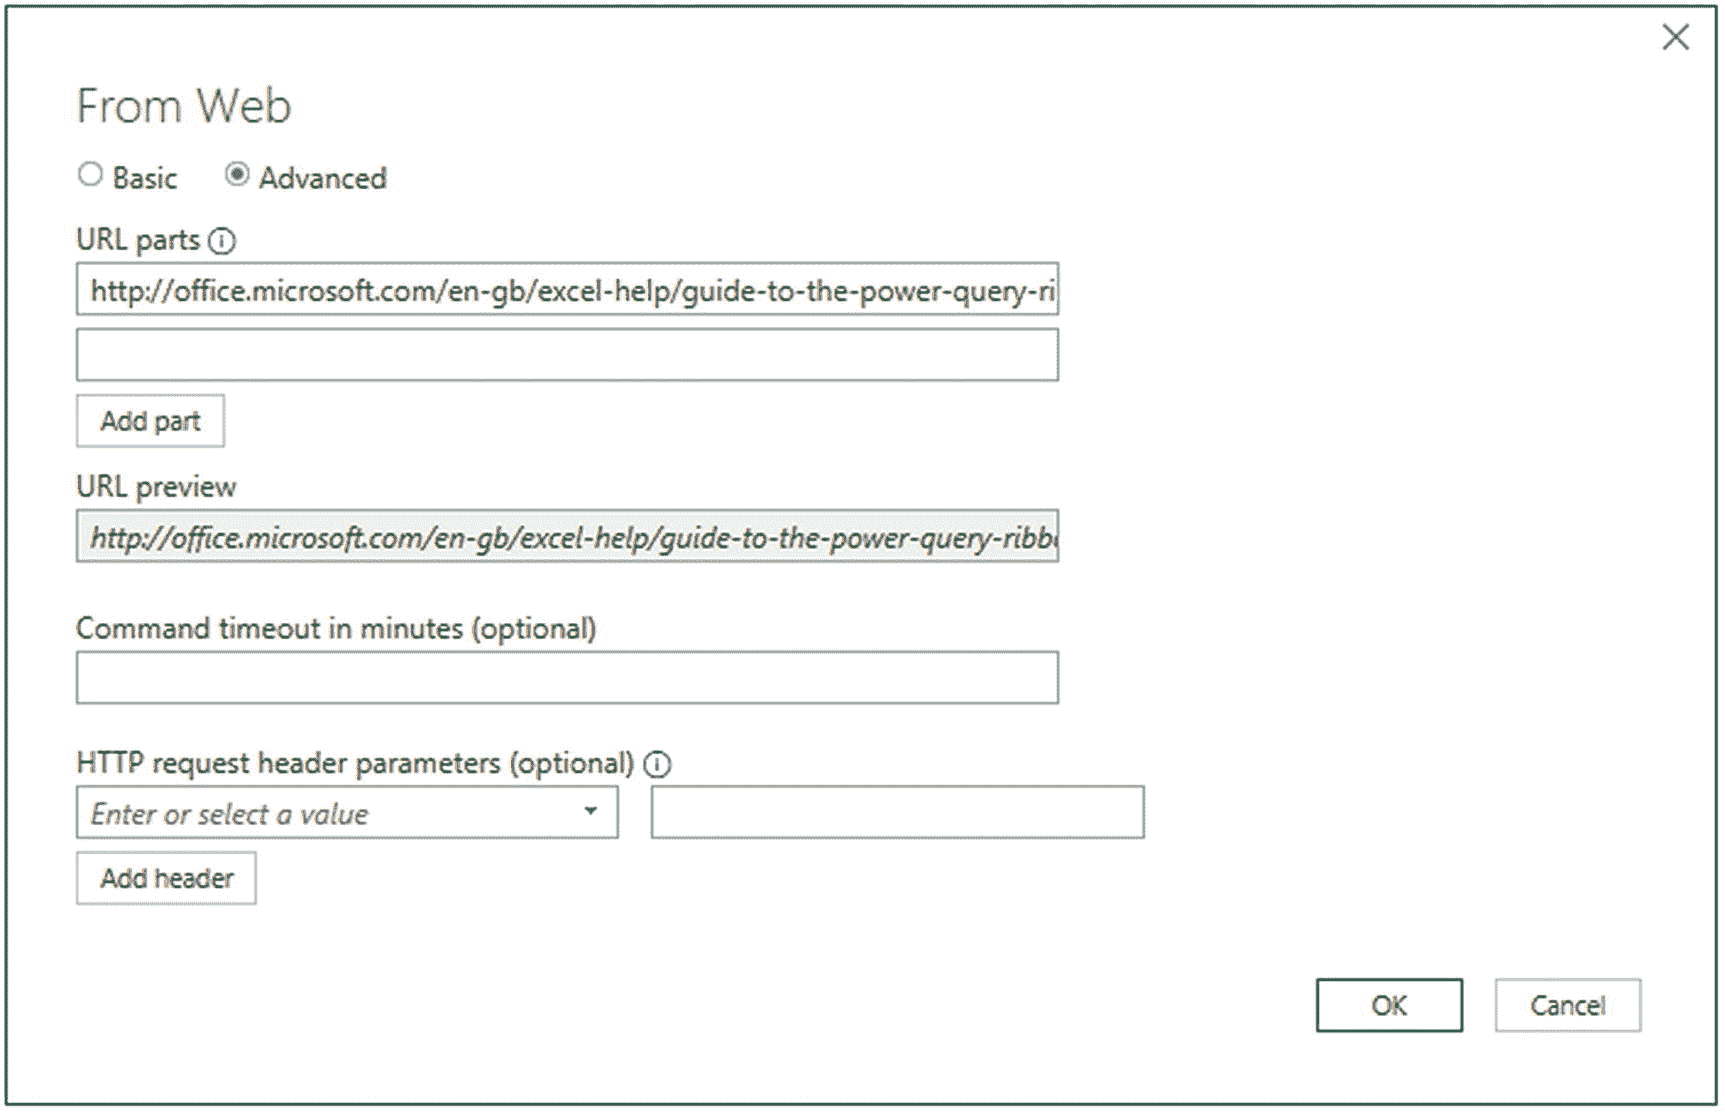 From Web
Basic Advanced
URL parts
http://office.microsoft.com/en-gb/excel-help/guide-to-the-power-query-ri
Add part
URL preview
http://office.microsoft.com/en-gb/excel-help/guide-to-the-power-query-ribb
Command timeout in minutes (optional)
HTTP request header parameters (optional)
Enter or select a value
Add header
OK Cancel